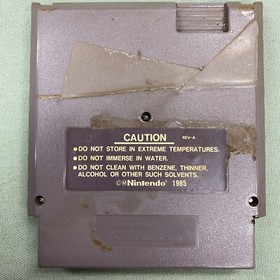 CAUTION
REV-A
• DO NOT STORE IN EXTREME TEMPERATURES.
• DO NOT IMMERSE IN WATER.
• DO NOT CLEAN WITH BENZENE, THINNER,
ALCOHOL OR OTHER SUCH SOLVENTS.
©®Nintendo® 1985